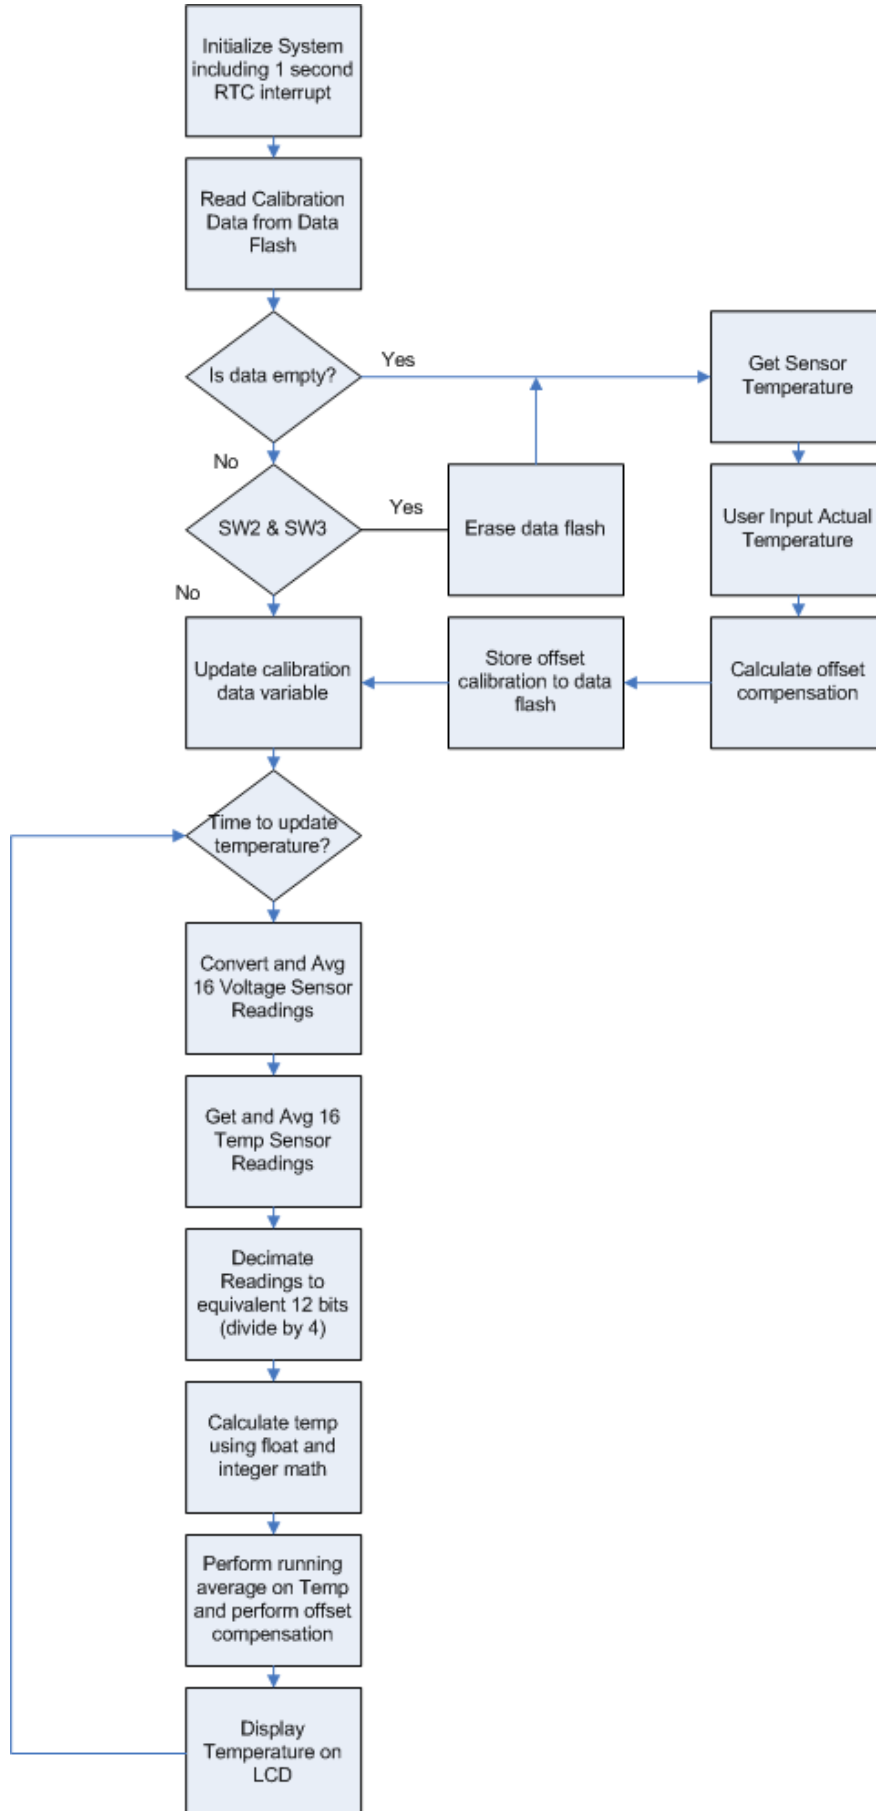 Initialize System
including 1 second
RTC interrupt
Read Calibration
Data from Data
Flash
Is data empty?
Yes
Get Sensor
Temperature
No
SW2 & SW3
Yes
Erase data flash
User Input Actual
Temperature
No
Update calibration
data variable
Store offset
calibration to data
flash
Calculate offset
compensation
Time to update
temperature?
Convert and Avg
16 Voltage Sensor
Readings
Get and Avg 16
Temp Sensor
Readings
Decimate
Readings to
equivalent 12 bits
(divide by 4)
Calculate temp
using float and
integer math
Perform running
average on Temp
and perform offset
compensation
Display
Temperature on
LCD